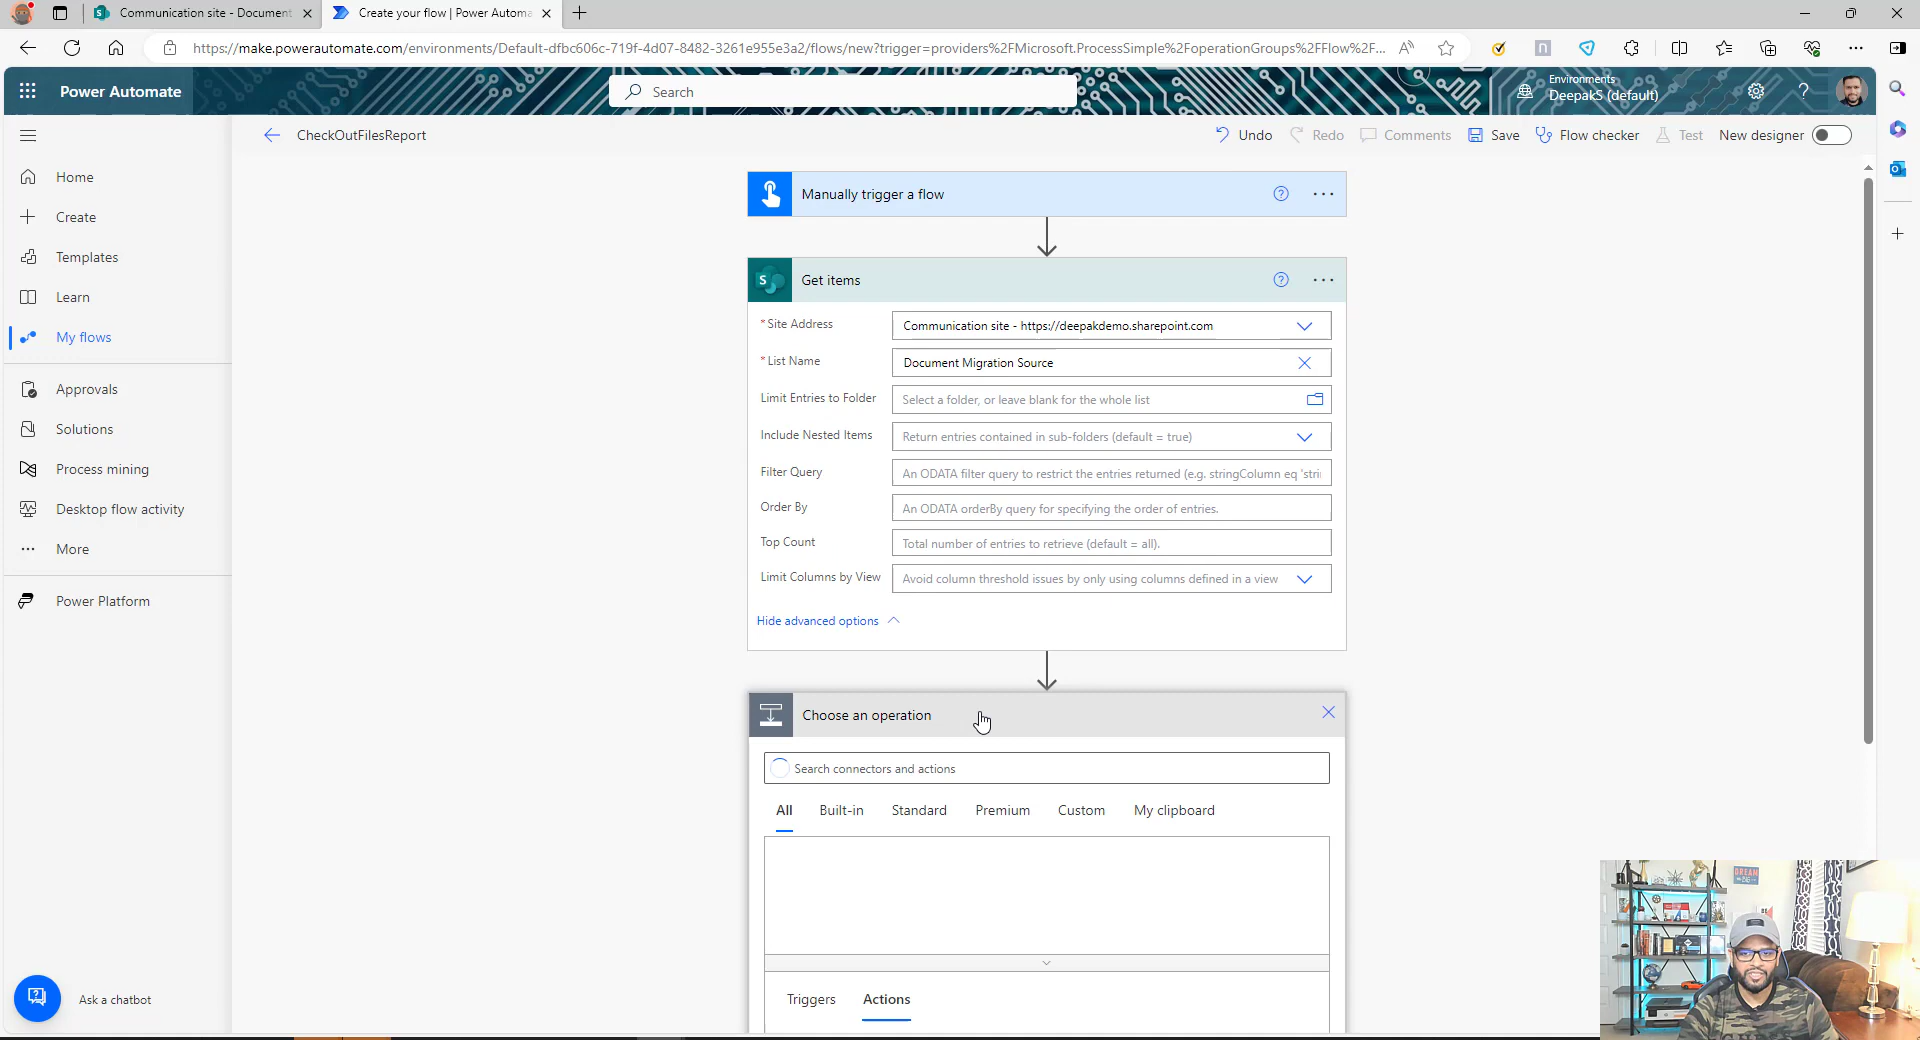 Communication site - Document
Create your flow | Power Automa
https://make.powerautomate.com/environments/Default-dfbc606c-719f-4d07-8482-3261e955e3a2/flows/new?trigger=providers%2FMicrosoft.ProcessSimple%2FoperationGroups%2FFlow%2F...
Power Automate
Search
Environments
DeepakS (default)
CheckOutFilesReport
Undo
Redo
Comments
Save
Flow checker
Test
New designer
Home
Create
Templates
Learn
My flows
Approvals
Solutions
Process mining
Desktop flow activity
More
Power Platform
Ask a chatbot
Manually trigger a flow
Get items
* Site Address
Communication site - https://deepakdemo.sharepoint.com
* List Name
Document Migration Source
Limit Entries to Folder
Select a folder, or leave blank for the whole list
Include Nested Items
Return entries contained in sub-folders (default = true)
Filter Query
An ODATA filter query to restrict the entries returned (e.g. stringColumn eq 'stri
Order By
An ODATA orderBy query for specifying the order of entries.
Top Count
Total number of entries to retrieve (default = all).
Limit Columns by View
Avoid column threshold issues by only using columns defined in a view
Hide advanced options
Choose an operation
Search connectors and actions
All
Built-in
Standard
Premium
Custom
My clipboard
Triggers
Actions
DREAM
BIG